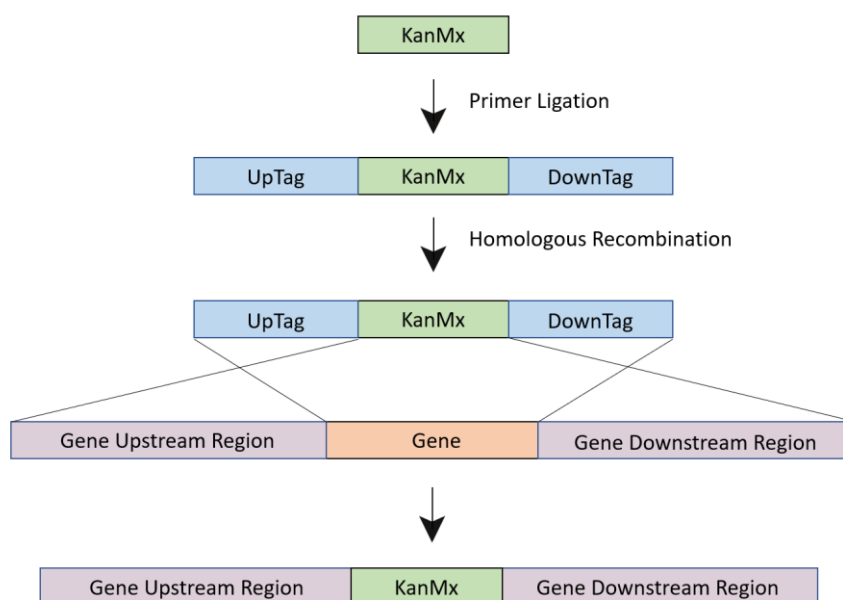 KanMx
Primer Ligation
UpTag KanMx DownTag
Homologous Recombination
UpTag KanMx DownTag
Gene Upstream Region Gene Gene Downstream Region
Gene Upstream Region KanMx Gene Downstream Region